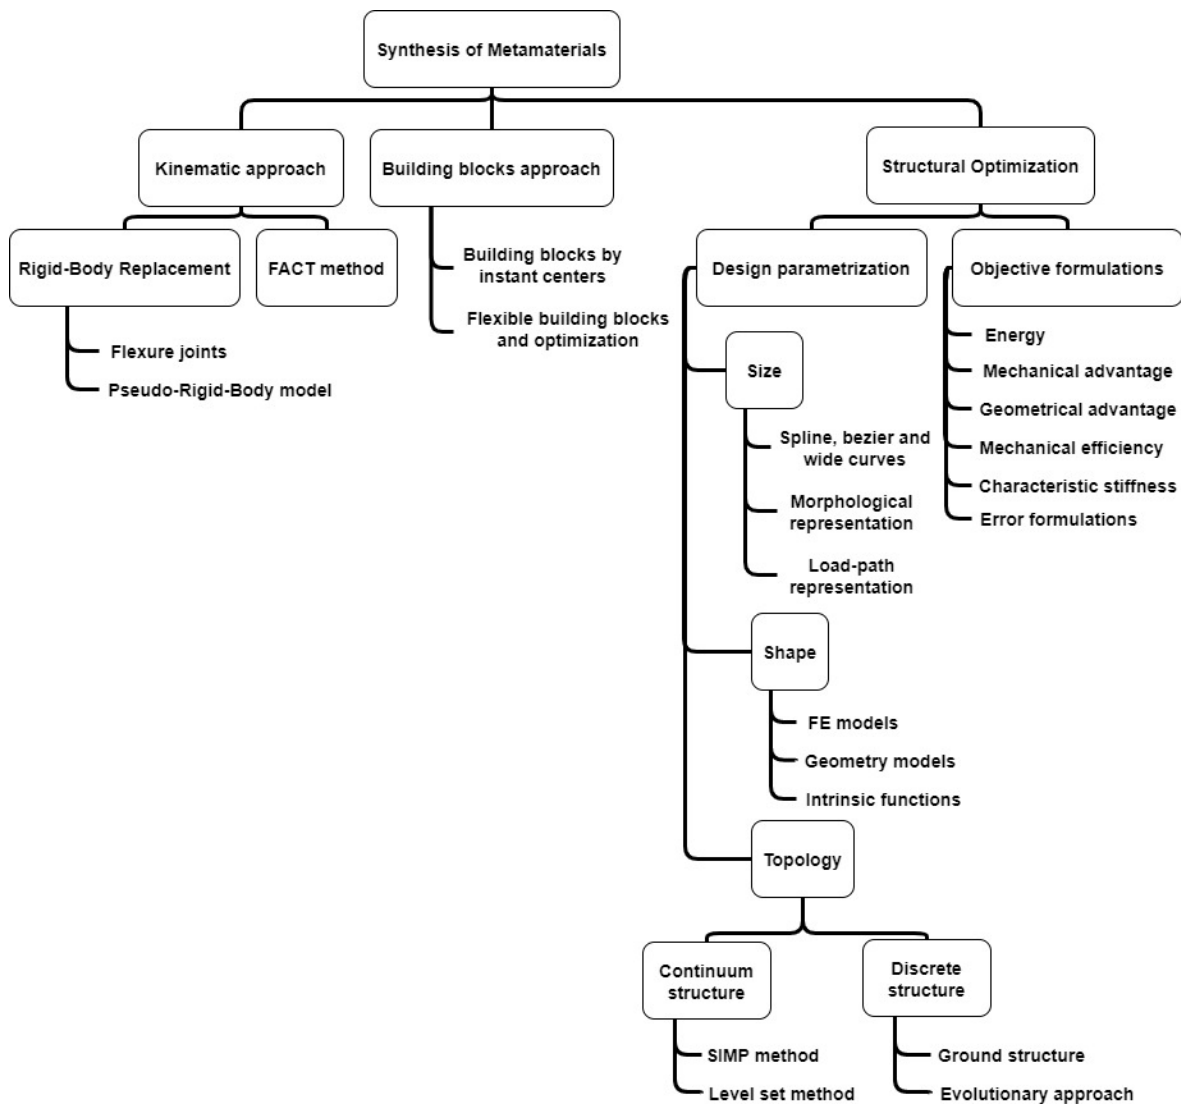 Synthesis of Metamaterials
Kinematic approach
Building blocks approach
Structural Optimization
Rigid-Body Replacement
FACT method
Flexure joints
Pseudo-Rigid-Body model
Building blocks by
instant centers
Flexible building blocks
and optimization
Design parametrization
Objective formulations
Size
Spline, bezier and
wide curves
Morphological
representation
Load-path
representation
Shape
FE models
Geometry models
Intrinsic functions
Topology
Continuum
structure
SIMP method
Level set method
Discrete
structure
Ground structure
Evolutionary approach
Energy
Mechanical advantage
Geometrical advantage
Mechanical efficiency
Characteristic stiffness
Error formulations